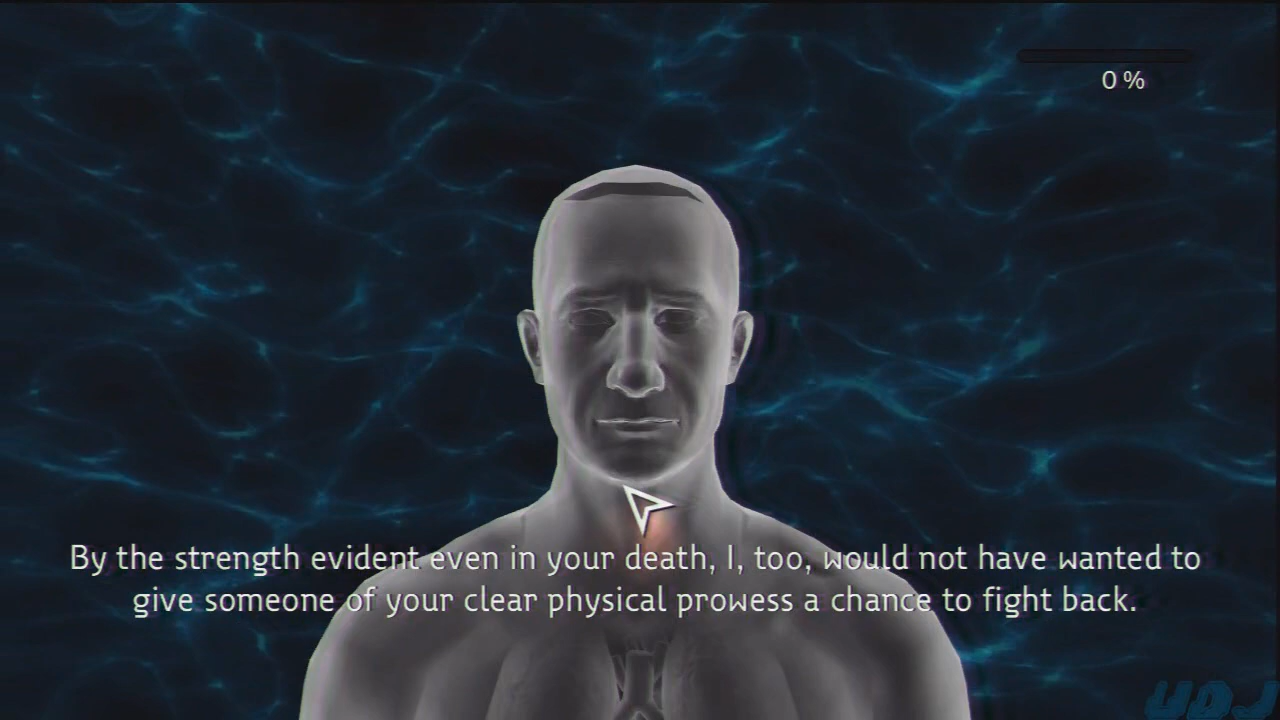 0 %
By the strength evident even in your death, I, too, would not have wanted to
give someone of your clear physical prowess a chance to fight back.